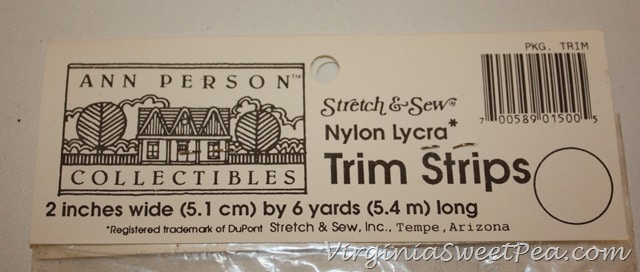 PKG. TRIM
ANN PERSON™
COLLECTIBLES
Stretch & Sew®
Nylon Lycra*
Trim Strips
7 00589 01500 5
2 inches wide (5.1 cm) by 6 yards (5.4 m) long
*Registered trademark of DuPont Stretch & Sew, Inc., Tempe, Arizona
VirginiaSweetPea.com